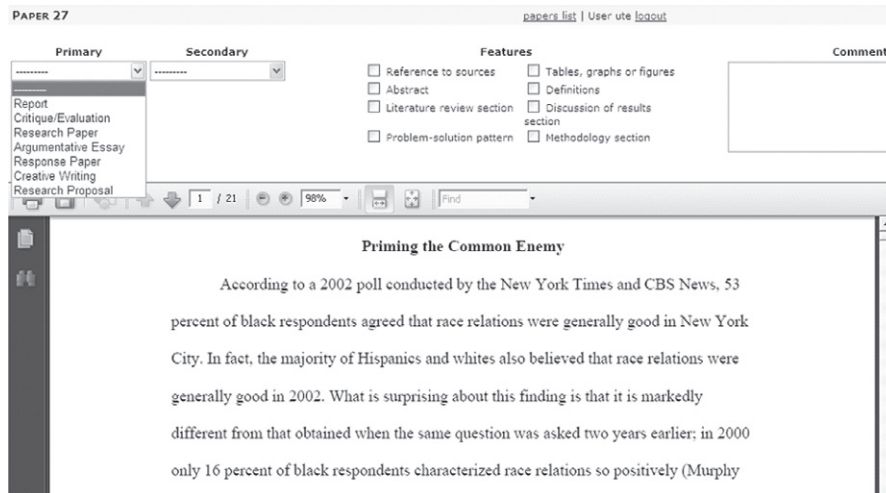 PAPER 27 papers list | User ute logout
Primary Secondary Features Comment
--------- ---------
Reference to sources Tables, graphs or figures
Abstract Definitions
Literature review section Discussion of results
section
Problem-solution pattern Methodology section
---------
Report
Critique/Evaluation
Research Paper
Argumentative Essay
Response Paper
Creative Writing
Research Proposal
1 / 21 98% Find
Priming the Common Enemy
According to a 2002 poll conducted by the New York Times and CBS News, 53
percent of black respondents agreed that race relations were generally good in New York
City. In fact, the majority of Hispanics and whites also believed that race relations were
generally good in 2002. What is surprising about this finding is that it is markedly
different from that obtained when the same question was asked two years earlier; in 2000
only 16 percent of black respondents characterized race relations so positively (Murphy